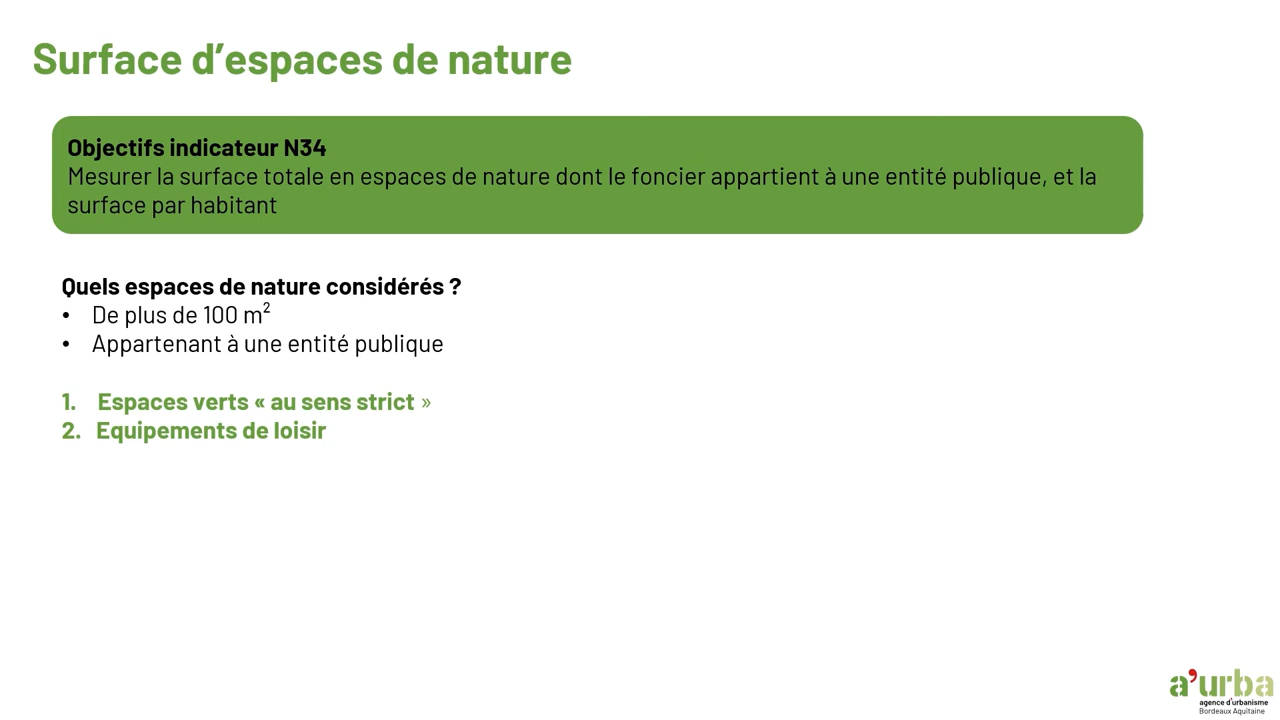 Surface d’espaces de nature
Objectifs indicateur N34
Mesurer la surface totale en espaces de nature dont le foncier appartient à une entité publique, et la
surface par habitant
Quels espaces de nature considérés ?
• De plus de 100 m²
• Appartenant à une entité publique
1. Espaces verts « au sens strict »
2. Equipements de loisir
a’urba
agence d’urbanisme
Bordeaux Aquitaine